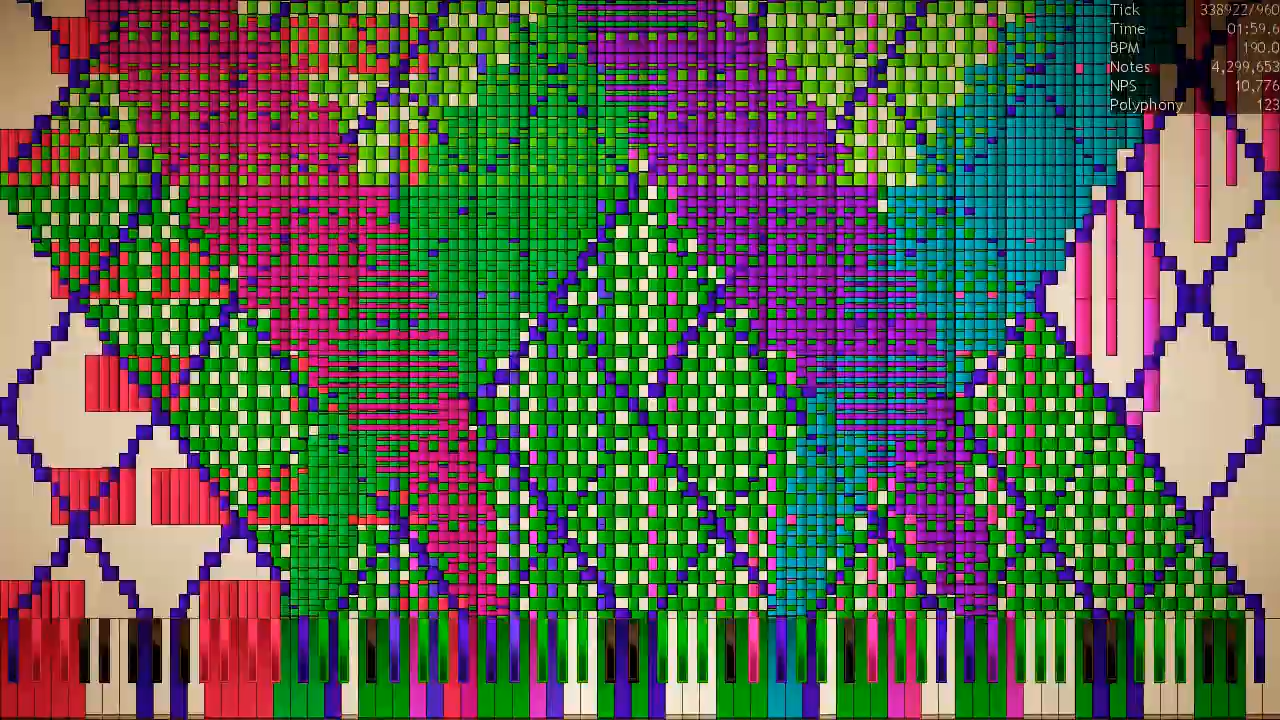 Tick 338922/960
Time 01:59.6
BPM 190.0
Notes 4,299,653
NPS 10,776
Polyphony 123